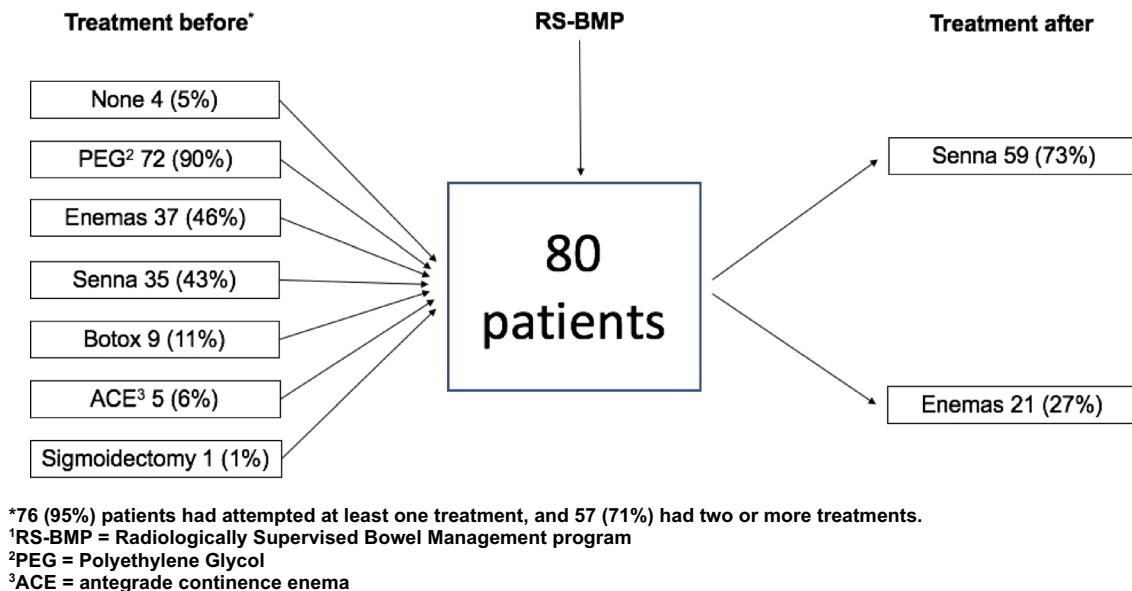 Treatment before*
RS-BMP
Treatment after
None 4 (5%)
PEG² 72 (90%)
Enemas 37 (46%)
Senna 35 (43%)
Botox 9 (11%)
ACE³ 5 (6%)
Sigmoidectomy 1 (1%)
80
patients
Senna 59 (73%)
Enemas 21 (27%)
*76 (95%) patients had attempted at least one treatment, and 57 (71%) had two or more treatments.
¹RS-BMP = Radiologically Supervised Bowel Management program
²PEG = Polyethylene Glycol
³ACE = antegrade continence enema